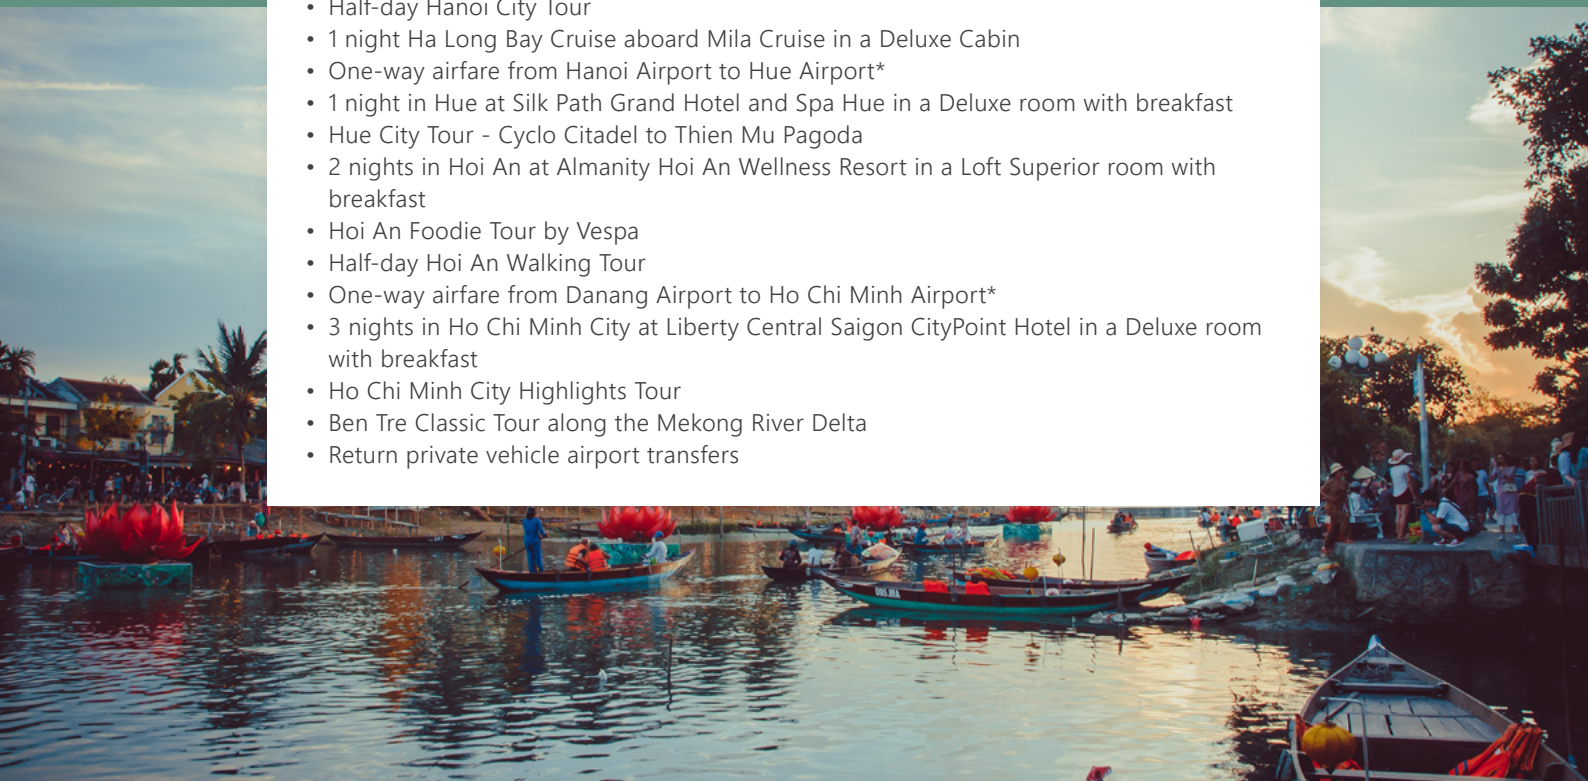 • Half-day Hanoi City Tour
• 1 night Ha Long Bay Cruise aboard Mila Cruise in a Deluxe Cabin
• One-way airfare from Hanoi Airport to Hue Airport*
• 1 night in Hue at Silk Path Grand Hotel and Spa Hue in a Deluxe room with breakfast
• Hue City Tour - Cyclo Citadel to Thien Mu Pagoda
• 2 nights in Hoi An at Almanity Hoi An Wellness Resort in a Loft Superior room with
breakfast
• Hoi An Foodie Tour by Vespa
• Half-day Hoi An Walking Tour
• One-way airfare from Danang Airport to Ho Chi Minh Airport*
• 3 nights in Ho Chi Minh City at Liberty Central Saigon CityPoint Hotel in a Deluxe room
with breakfast
• Ho Chi Minh City Highlights Tour
• Ben Tre Classic Tour along the Mekong River Delta
• Return private vehicle airport transfers